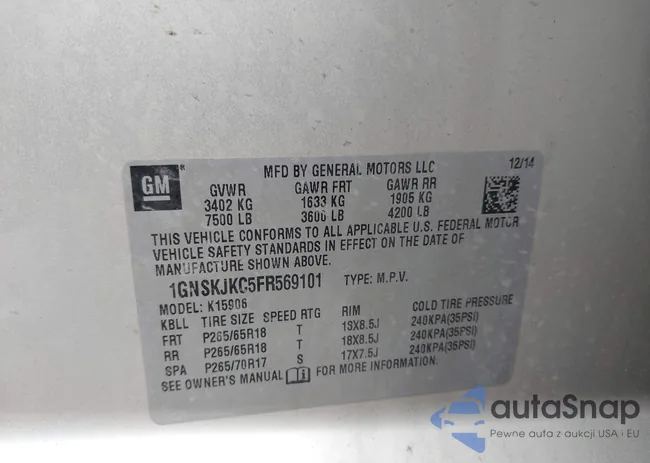 GM
MFD BY GENERAL MOTORS LLC 12/14
GVWR GAWR FRT GAWR RR
3402 KG 1633 KG 1905 KG
7500 LB 3600 LB 4200 LB
THIS VEHICLE CONFORMS TO ALL APPLICABLE U.S. FEDERAL MOTOR
VEHICLE SAFETY STANDARDS IN EFFECT ON THE DATE OF
MANUFACTURE SHOWN ABOVE.
1GNSKJKC5FR569101 TYPE: M.P.V.
MODEL: K15906
KBLL TIRE SIZE SPEED RTG RIM COLD TIRE PRESSURE
FRT P265/65R18 T 18X8.5J 240KPA(35PSI)
RR P265/65R18 T 18X8.5J 240KPA(35PSI)
SPA P265/70R17 S 17X7.5J 240KPA(35PSI)
SEE OWNER'S MANUAL FOR MORE INFORMATION.
autaSnap
Pewne auta z aukcji USA i EU